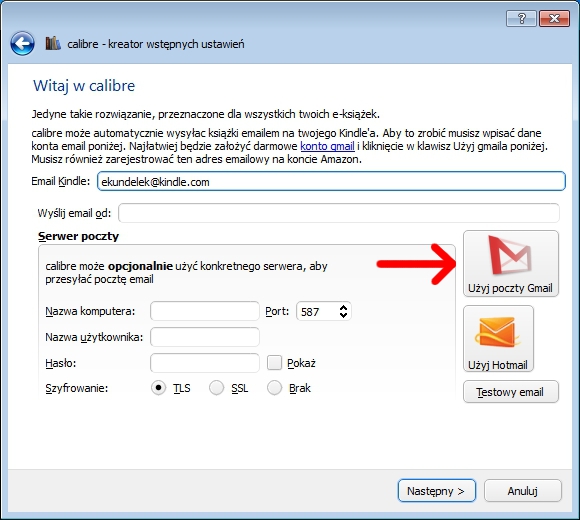 calibre - kreator wstępnych ustawień
Witaj w calibre
Jedyne takie rozwiązanie, przeznaczone dla wszystkich twoich e-książek.
calibre może automatycznie wysyłac książki emailem na twojego Kindle'a. Aby to zrobić musisz wpisać dane
konta email poniżej. Najłatwiej będzie założyć darmowe konto gmail i kliknięcie w klawisz Użyj gmaila poniżej.
Musisz również zarejestrować ten adres emailowy na koncie Amazon.
Email Kindle: ekundelek@kindle.com
Wyślij email od:
Serwer poczty
calibre może opcjonalnie użyć konkretnego serwera, aby
przesyłać pocztę email
Użyj poczty Gmail
Nazwa komputera: Port: 587
Nazwa użytkownika:
Hasło: Pokaż
Użyj Hotmail
Szyfrowanie: TLS SSL Brak
Testowy email
Następny > Anuluj